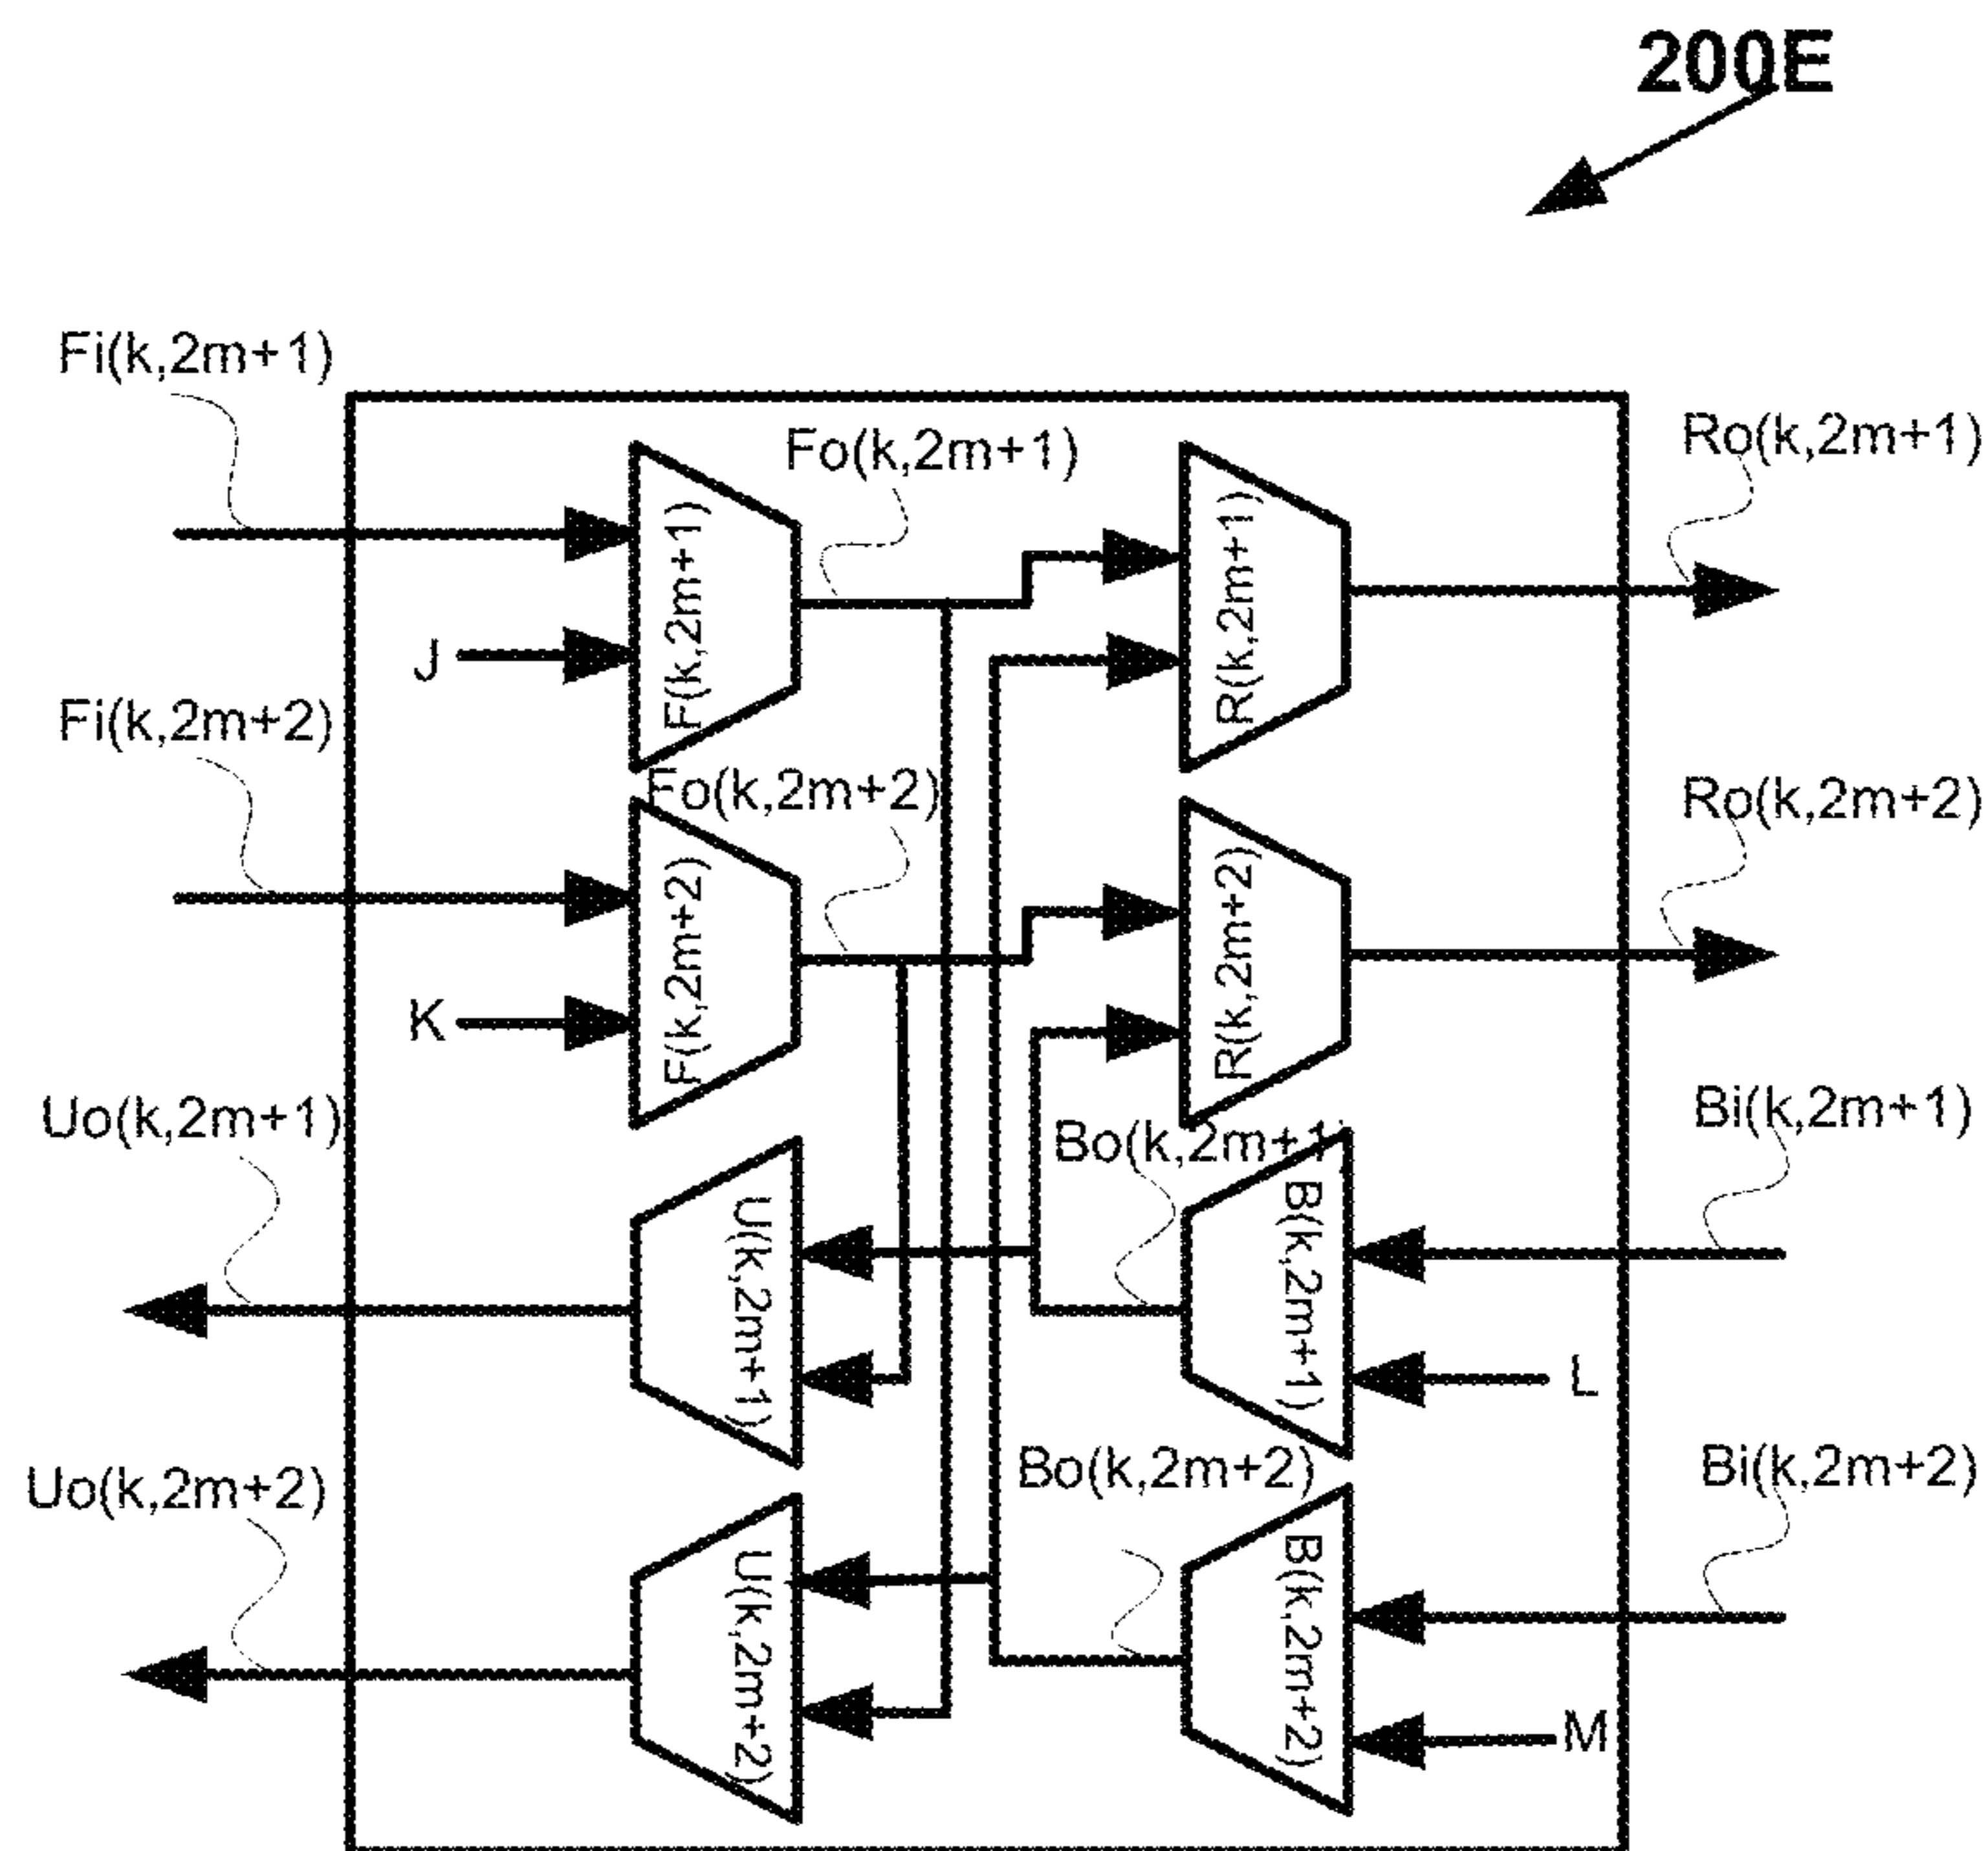 200E
Fi(k,2m+1)
Fo(k,2m+1)
Ro(k,2m+1)
F(k,2m+1)
R(k,2m+1)
J
Fi(k,2m+2)
Fo(k,2m+2)
Ro(k,2m+2)
F(k,2m+2)
R(k,2m+2)
K
Uo(k,2m+1)
Bo(k,2m+1)
Bi(k,2m+1)
U(k,2m+1)
B(k,2m+1)
L
Uo(k,2m+2)
Bo(k,2m+2)
Bi(k,2m+2)
U(k,2m+2)
B(k,2m+2)
M